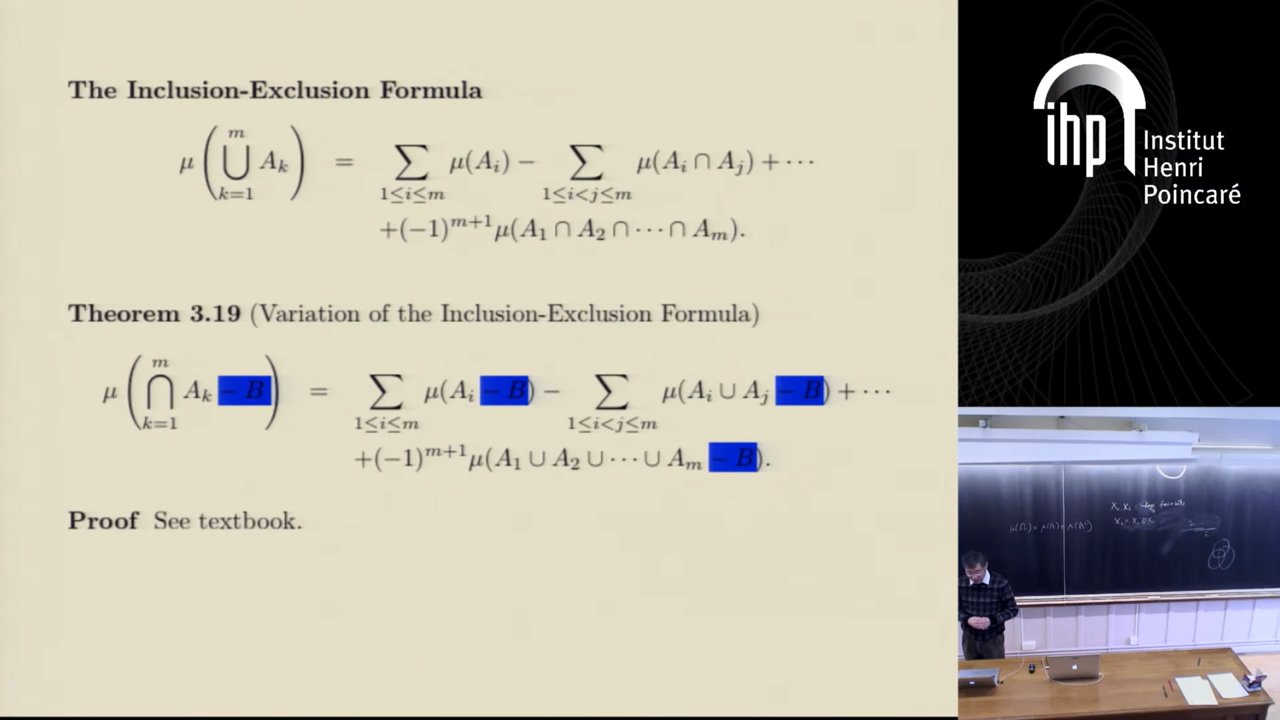 The Inclusion-Exclusion Formula
μ(⋃_{k=1}^{m} A_k) = ∑_{1≤i≤m} μ(A_i) − ∑_{1≤i<j≤m} μ(A_i ∩ A_j) + ···
+(−1)^{m+1}μ(A_1 ∩ A_2 ∩ ··· ∩ A_m).
Theorem 3.19 (Variation of the Inclusion-Exclusion Formula)
μ(⋂_{k=1}^{m} A_k − B) = ∑_{1≤i≤m} μ(A_i − B) − ∑_{1≤i<j≤m} μ(A_i ∪ A_j − B) + ···
+(−1)^{m+1}μ(A_1 ∪ A_2 ∪ ··· ∪ A_m − B).
Proof See textbook.
ihp
Institut
Henri
Poincaré